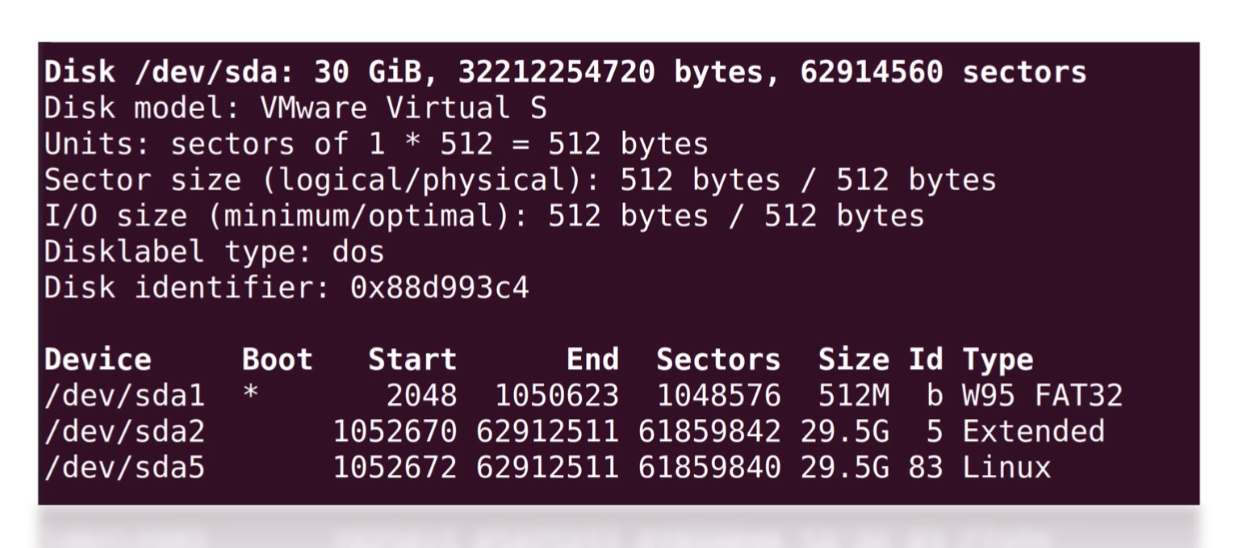 Disk /dev/sda: 30 GiB, 32212254720 bytes, 62914560 sectors
Disk model: VMware Virtual S
Units: sectors of 1 * 512 = 512 bytes
Sector size (logical/physical): 512 bytes / 512 bytes
I/O size (minimum/optimal): 512 bytes / 512 bytes
Disklabel type: dos
Disk identifier: 0x88d993c4

Device     Boot   Start      End  Sectors  Size Id Type
/dev/sda1  *       2048  1050623  1048576  512M  b W95 FAT32
/dev/sda2       1052670 62912511 61859842 29.5G  5 Extended
/dev/sda5       1052672 62912511 61859840 29.5G 83 Linux